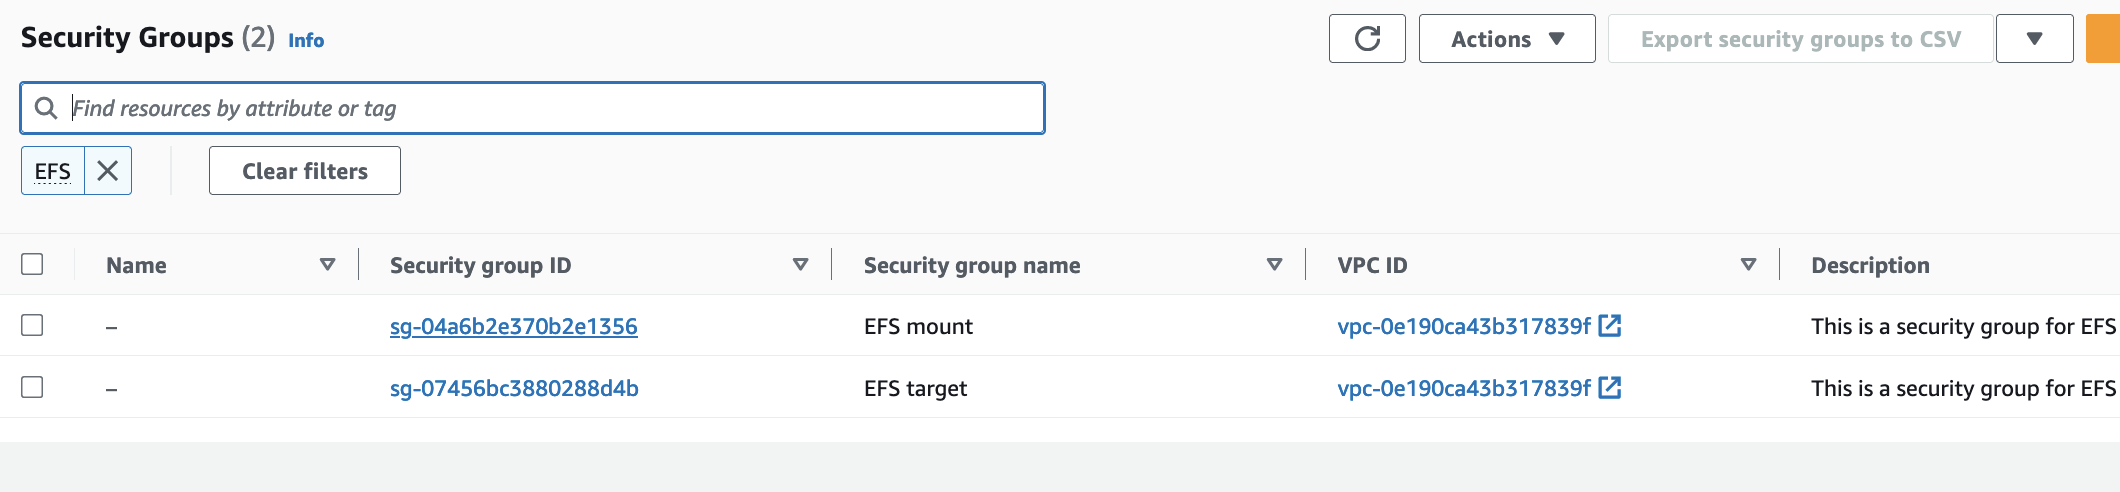 Security Groups (2) Info
Actions
Export security groups to CSV
Find resources by attribute or tag
EFS
Clear filters
Name Security group ID Security group name VPC ID Description
– sg-04a6b2e370b2e1356 EFS mount vpc-0e190ca43b317839f This is a security group for EFS
– sg-07456bc3880288d4b EFS target vpc-0e190ca43b317839f This is a security group for EFS